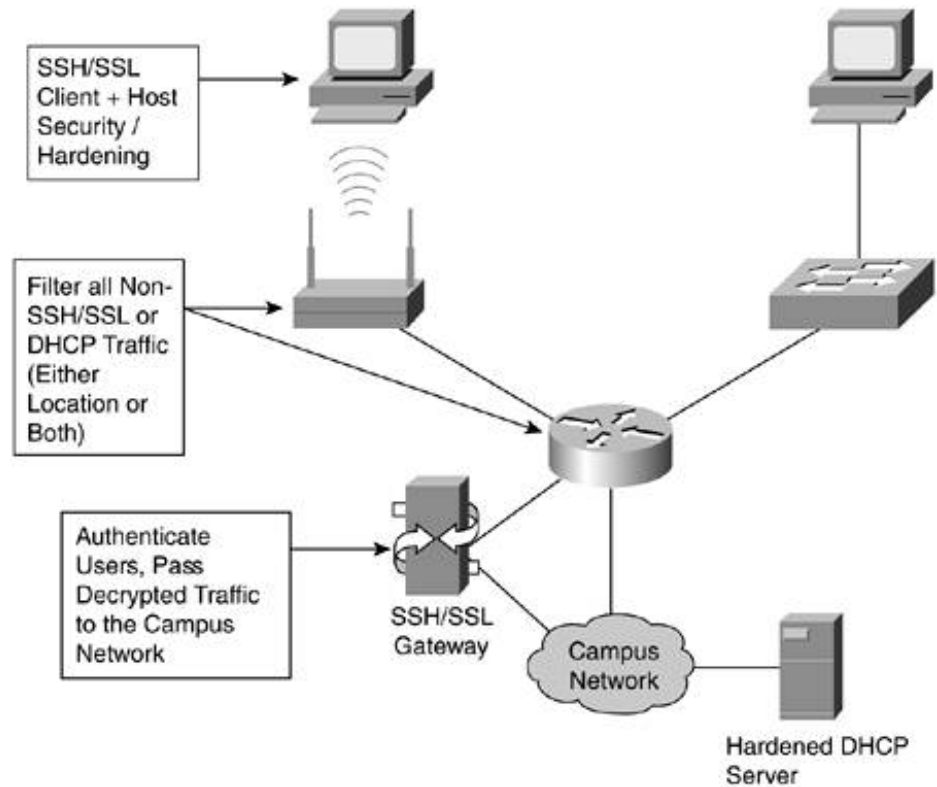 SSH/SSL
Client + Host
Security /
Hardening
Filter all Non-
SSH/SSL or
DHCP Traffic
(Either
Location or
Both)
Authenticate
Users, Pass
Decrypted Traffic
to the Campus
Network
SSH/SSL
Gateway
Campus
Network
Hardened DHCP
Server